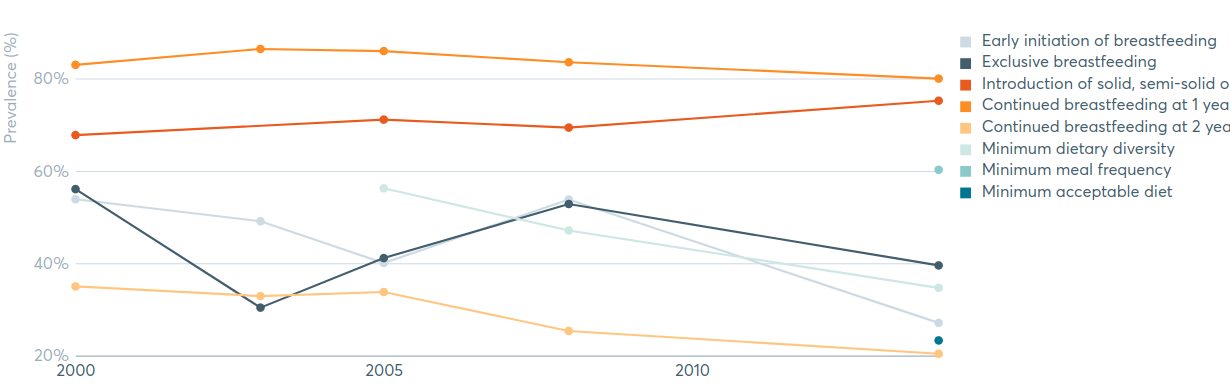 Prevalence (%)
80%
60%
40%
20%
2000
2005
2010
Early initiation of breastfeeding
Exclusive breastfeeding
Introduction of solid, semi-solid o
Continued breastfeeding at 1 yea
Continued breastfeeding at 2 yea
Minimum dietary diversity
Minimum meal frequency
Minimum acceptable diet